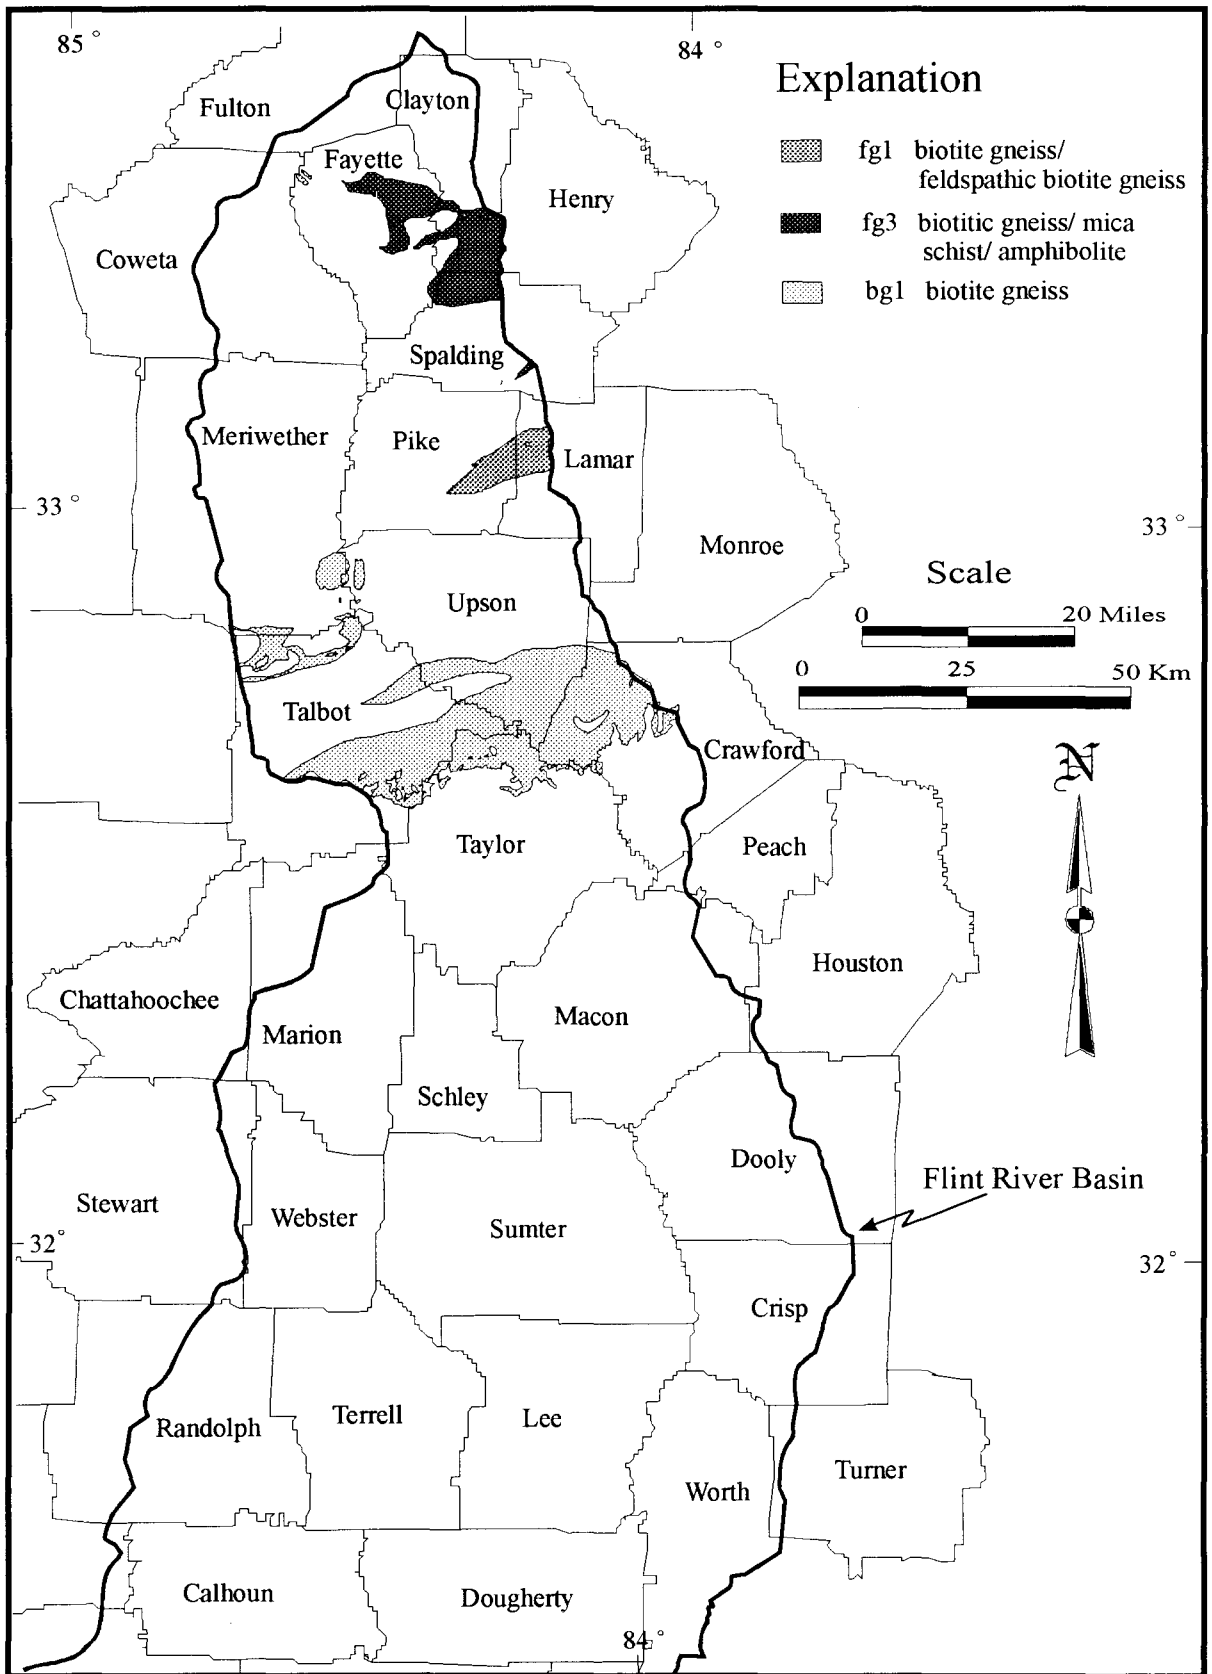 85 °
84 °
Explanation
fg1 biotite gneiss/
feldspathic biotite gneiss
fg3 biotitic gneiss/ mica
schist/ amphibolite
bg1 biotite gneiss
Fulton
Clayton
Fayette
Henry
Coweta
Spalding
Meriwether
Pike
Lamar
33 °
33 °
Monroe
Scale
0 20 Miles
0 25 50 Km
Upson
Talbot
Crawford
N
Taylor
Peach
Houston
Chattahoochee
Marion
Macon
Schley
Dooly
Flint River Basin
Stewart
Webster
Sumter
32°
32°
Crisp
Randolph
Terrell
Lee
Turner
Worth
Calhoun
Dougherty
84 °